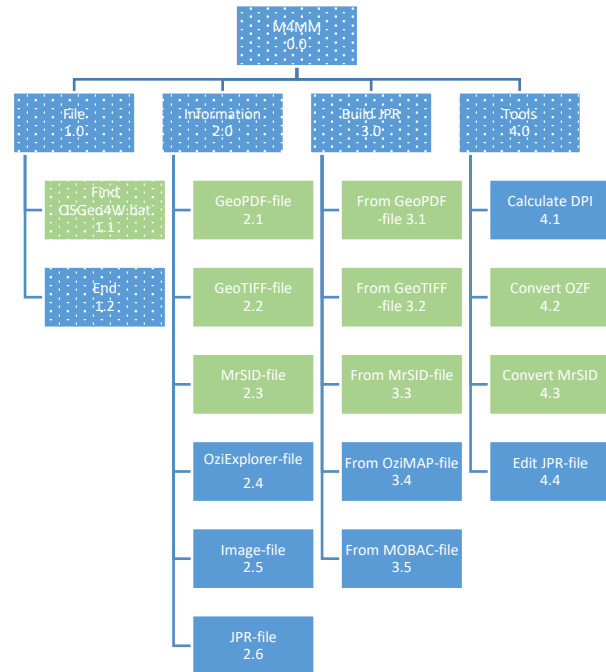 M4MM
0.0
File
1.0
Information
2.0
Build JPR
3.0
Tools
4.0
Find
OSGeo4W.bat
1.1
End
1.2
GeoPDF-file
2.1
GeoTIFF-file
2.2
MrSID-file
2.3
OziExplorer-file
2.4
Image-file
2.5
JPR-file
2.6
From GeoPDF
-file 3.1
From GeoTIFF
-file 3.2
From MrSID-file
3.3
From OziMAP-file
3.4
From MOBAC-file
3.5
Calculate DPI
4.1
Convert OZF
4.2
Convert MrSID
4.3
Edit JPR-file
4.4